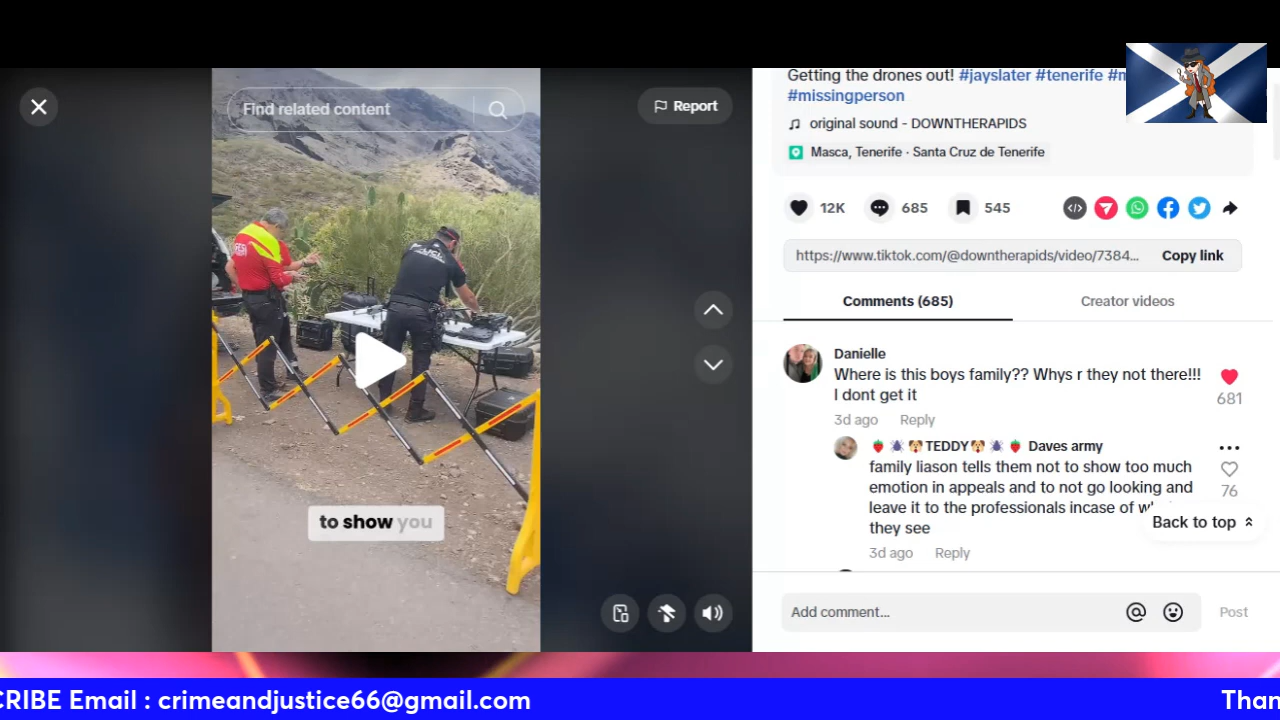 Find related content
Report
Getting the drones out! #jayslater #tenerife #m
#missingperson
original sound - DOWNTHERAPIDS
Masca, Tenerife · Santa Cruz de Tenerife
12K
685
545
https://www.tiktok.com/@downtherapids/video/7384...
Copy link
Comments (685)
Creator videos
Danielle
Where is this boys family?? Whys r they not there!!!
I dont get it
681
3d ago
Reply
🍓 🕷 🐶TEDDY🐶 🕷 🍓 Daves army
family liason tells them not to show too much
emotion in appeals and to not go looking and
leave it to the professionals incase of
they see
76
3d ago
Reply
Back to top
to show you
Add comment...
Post
CRIBE Email : crimeandjustice66@gmail.com
Than